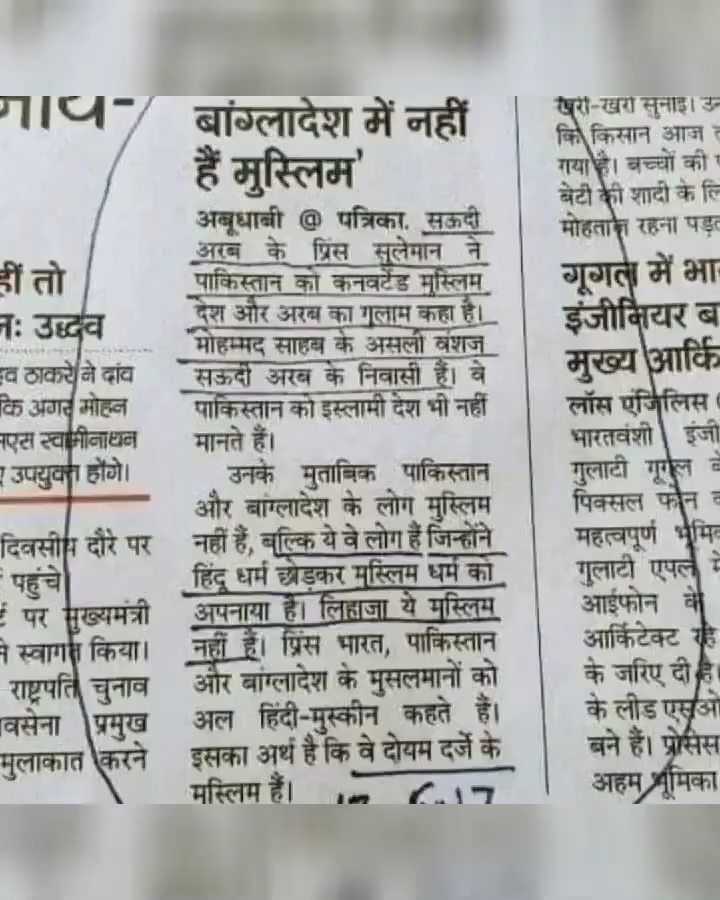 नाय-
हीं तो
नः उद्धव
व ठाकरे ने दांव
कि अगर मोहन
एमएस स्वामीनाथन
उपयुक्त होंगे।
दिवसीय दौरे पर
पहुंचे
पर मुख्यमंत्री
ने स्वागत किया।
राष्ट्रपति चुनाव
वसेना प्रमुख
मुलाकात करने
बांग्लादेश में नहीं
हैं मुस्लिम'
अबूधाबी @ पत्रिका. सऊदी
अरब के प्रिंस सुलेमान ने
पाकिस्तान को कनवर्टेड मुस्लिम
देश और अरब का गुलाम कहा है।
मोहम्मद साहब के असली वंशज
सऊदी अरब के निवासी हैं। वे
पाकिस्तान को इस्लामी देश भी नहीं
मानते हैं।
उनके मुताबिक पाकिस्तान
और बांग्लादेश के लोग मुस्लिम
नहीं हैं, बल्कि ये वे लोग हैं जिन्होंने
हिंदू धर्म छोड़कर मुस्लिम धर्म को
अपनाया है। लिहाजा ये मुस्लिम
नहीं हैं। प्रिंस भारत, पाकिस्तान
और बांग्लादेश के मुसलमानों को
अल हिंदी-मुस्कीन कहते हैं।
इसका अर्थ है कि वे दोयम दर्जे के
मुस्लिम हैं।
खरी-खरी सुनाई।
कि किसान आज
गया है। बच्चों की
बेटी की शादी के लि
मोहताज रहना पड़त
गूगल में भा
इंजीनियर ब
मुख्य आर्कि
लॉस एंजिलिस
भारतवंशी इंजी
गुलाटी गूगल के
पिक्सल फोन
महत्वपूर्ण भूमि
गुलाटी एपल में
आईफोन के
आर्किटेक्ट रहे
के जरिए दी है।
के लीड एसओ
बने हैं। प्रोसेस
अहम भूमिका